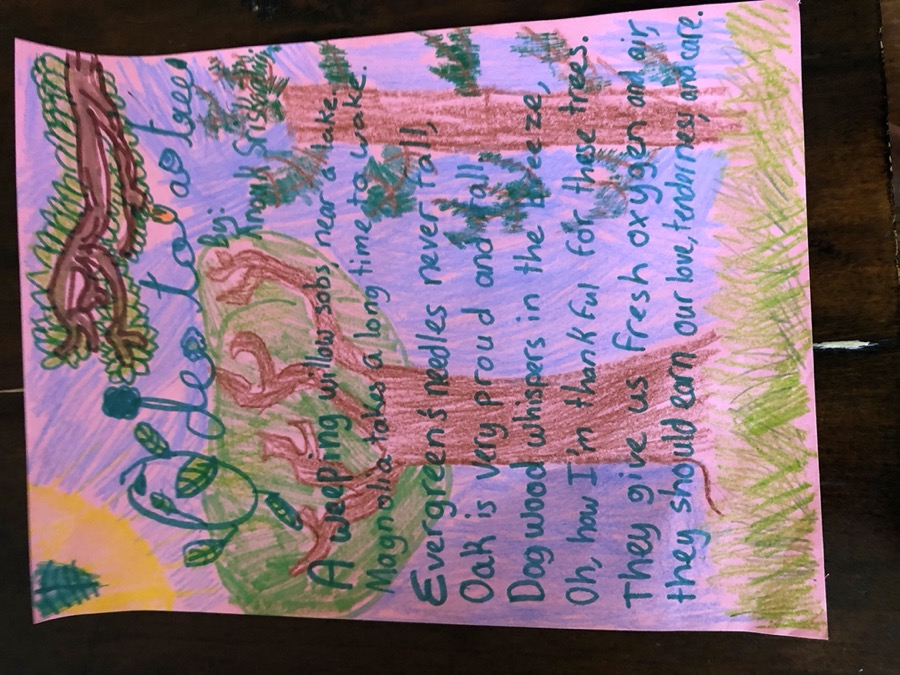 Odes to a tree
By:
A weeping willow sobs near a lake,
Magnolia takes a long time to wake.
Evergreen's needles never fall,
Oak is very proud and tall
Dogwood whispers in the breeze,
Oh, how I'm thankful for these trees.
They give us fresh oxygen and air,
they should earn our love, tenderness, and care.